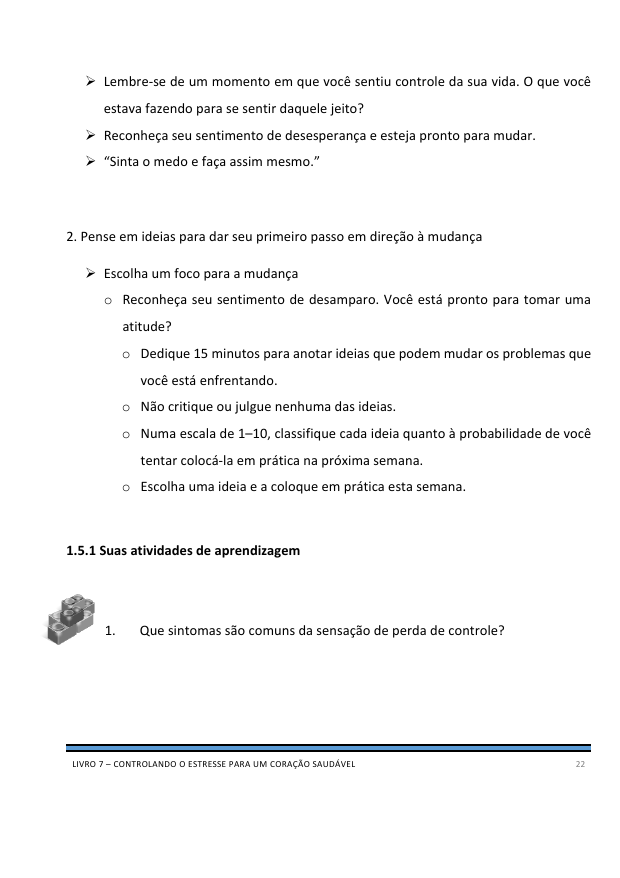 ➢ Lembre-se de um momento em que você sentiu controle da sua vida. O que você
estava fazendo para se sentir daquele jeito?
➢ Reconheça seu sentimento de desesperança e esteja pronto para mudar.
➢ “Sinta o medo e faça assim mesmo.”
2. Pense em ideias para dar seu primeiro passo em direção à mudança
➢ Escolha um foco para a mudança
o Reconheça seu sentimento de desamparo. Você está pronto para tomar uma
atitude?
o Dedique 15 minutos para anotar ideias que podem mudar os problemas que
você está enfrentando.
o Não critique ou julgue nenhuma das ideias.
o Numa escala de 1–10, classifique cada ideia quanto à probabilidade de você
tentar colocá-la em prática na próxima semana.
o Escolha uma ideia e a coloque em prática esta semana.
1.5.1 Suas atividades de aprendizagem
1. Que sintomas são comuns da sensação de perda de controle?
LIVRO 7 – CONTROLANDO O ESTRESSE PARA UM CORAÇÃO SAUDÁVEL 22